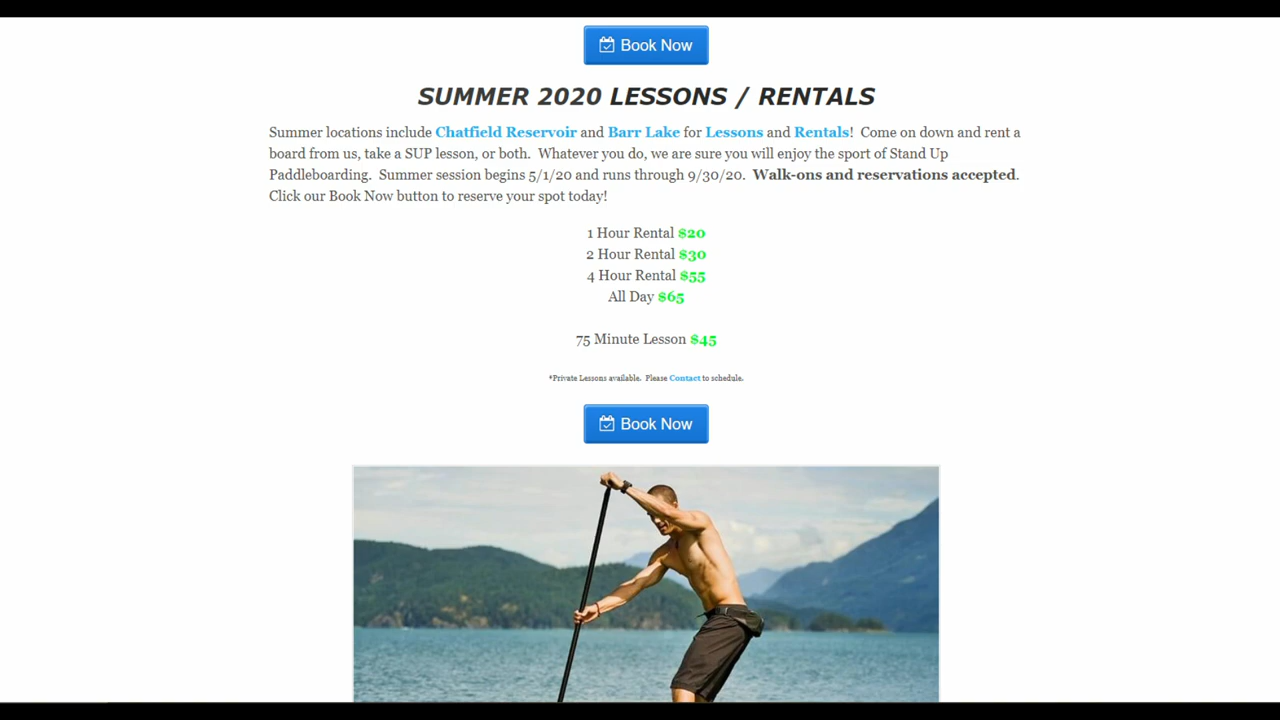 Book Now
SUMMER 2020 LESSONS / RENTALS
Summer locations include Chatfield Reservoir and Barr Lake for Lessons and Rentals!  Come on down and rent a
board from us, take a SUP lesson, or both.  Whatever you do, we are sure you will enjoy the sport of Stand Up
Paddleboarding.  Summer session begins 5/1/20 and runs through 9/30/20.  Walk-ons and reservations accepted.
Click our Book Now button to reserve your spot today!
1 Hour Rental $20
2 Hour Rental $30
4 Hour Rental $55
All Day $65
75 Minute Lesson $45
*Private Lessons available.  Please Contact to schedule.
Book Now